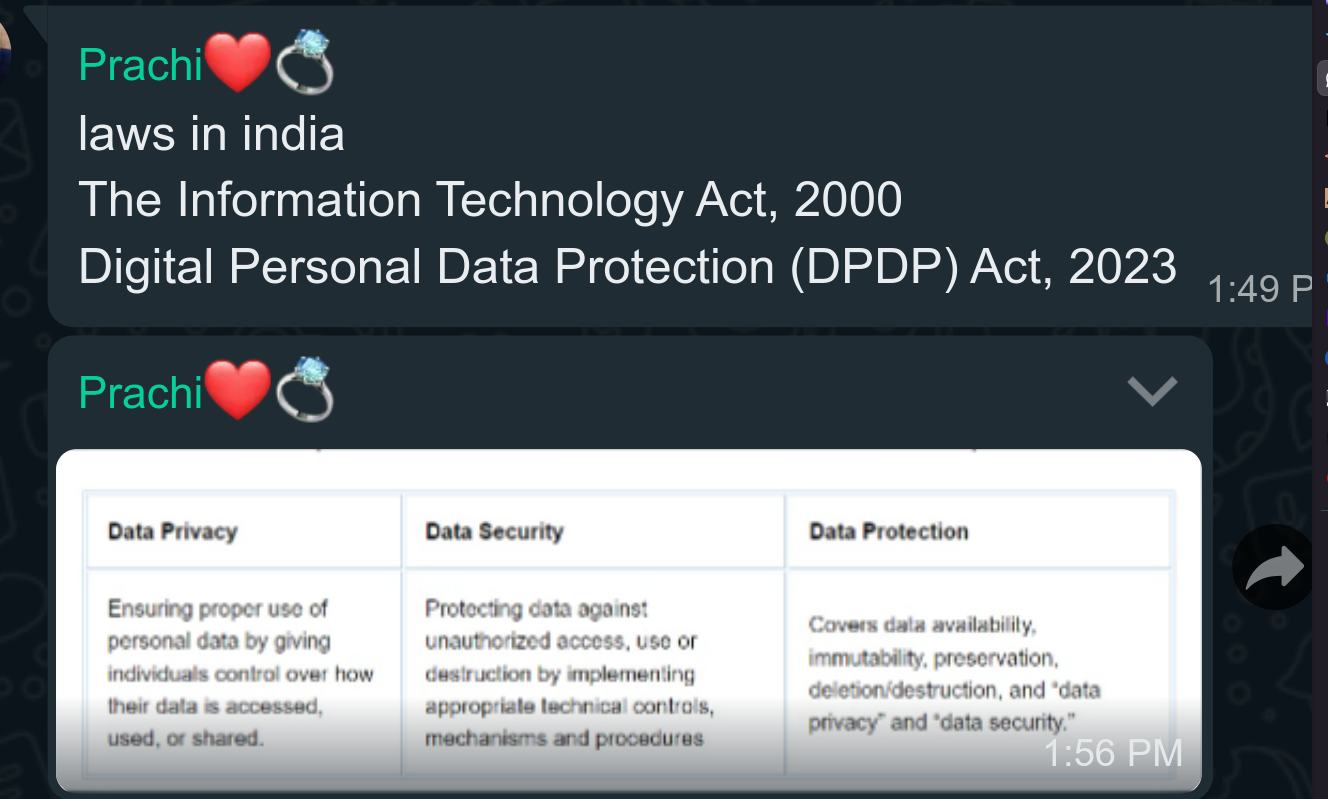 Prachi❤️💍
laws in india
The Information Technology Act, 2000
Digital Personal Data Protection (DPDP) Act, 2023
1:49 P
Prachi❤️💍
Data Privacy
Ensuring proper use of
personal data by giving
individuals control over how
their data is accessed,
used, or shared.
Data Security
Protecting data against
unauthorized access, use or
destruction by implementing
appropriate technical controls,
mechanisms and procedures
Data Protection
Covers data availability,
immutability, preservation,
deletion/destruction, and "data
privacy" and "data security."
1:56 PM